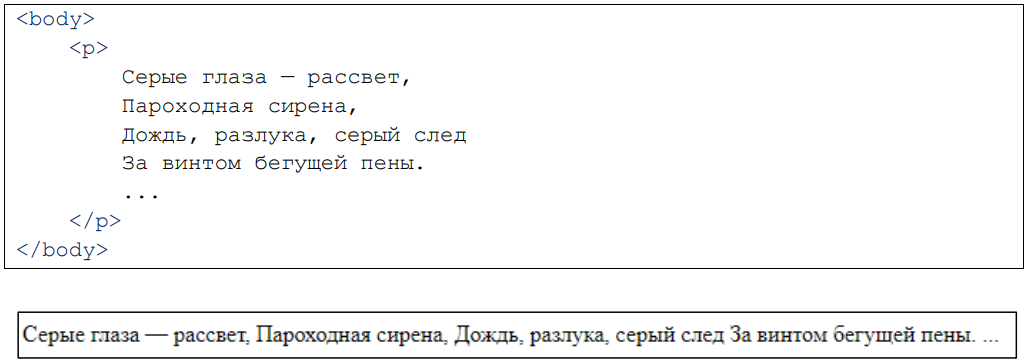 <body>
<p>
Серые глаза — рассвет,
Пароходная сирена,
Дождь, разлука, серый след
За винтом бегущей пены.
...
</p>
</body>
Серые глаза — рассвет, Пароходная сирена, Дождь, разлука, серый след За винтом бегущей пены. ...